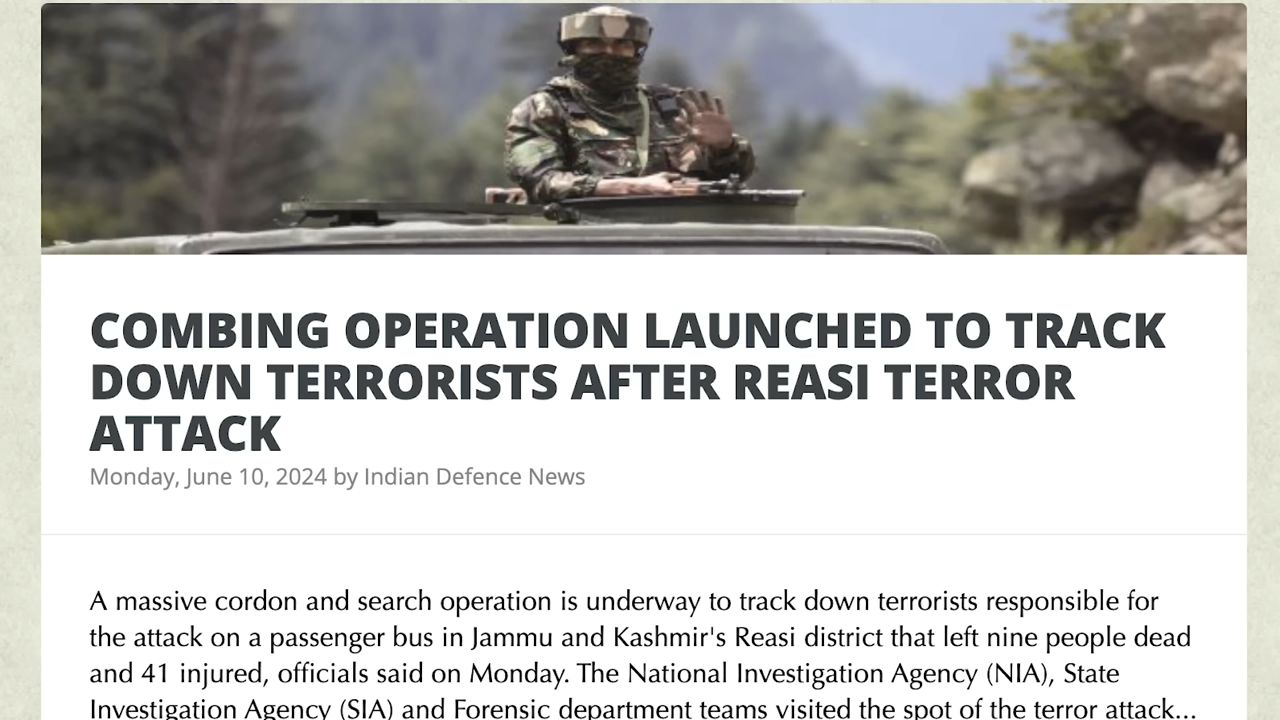 COMBING OPERATION LAUNCHED TO TRACK
DOWN TERRORISTS AFTER REASI TERROR
ATTACK
Monday, June 10, 2024 by Indian Defence News
A massive cordon and search operation is underway to track down terrorists responsible for
the attack on a passenger bus in Jammu and Kashmir's Reasi district that left nine people dead
and 41 injured, officials said on Monday. The National Investigation Agency (NIA), State
Investigation Agency (SIA) and Forensic department teams visited the spot of the terror attack...